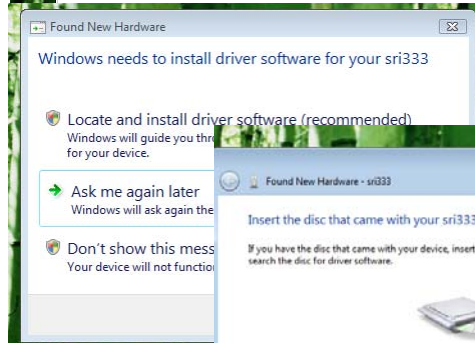 Found New Hardware
Windows needs to install driver software for your sri333
Locate and install driver software (recommended)
Windows will guide you thr
for your device.
Ask me again later
Windows will ask again the
Don't show this mess
Your device will not functio
Found New Hardware - sri333
Insert the disc that came with your sri333
If you have the disc that came with your device, insert
search the disc for driver software.